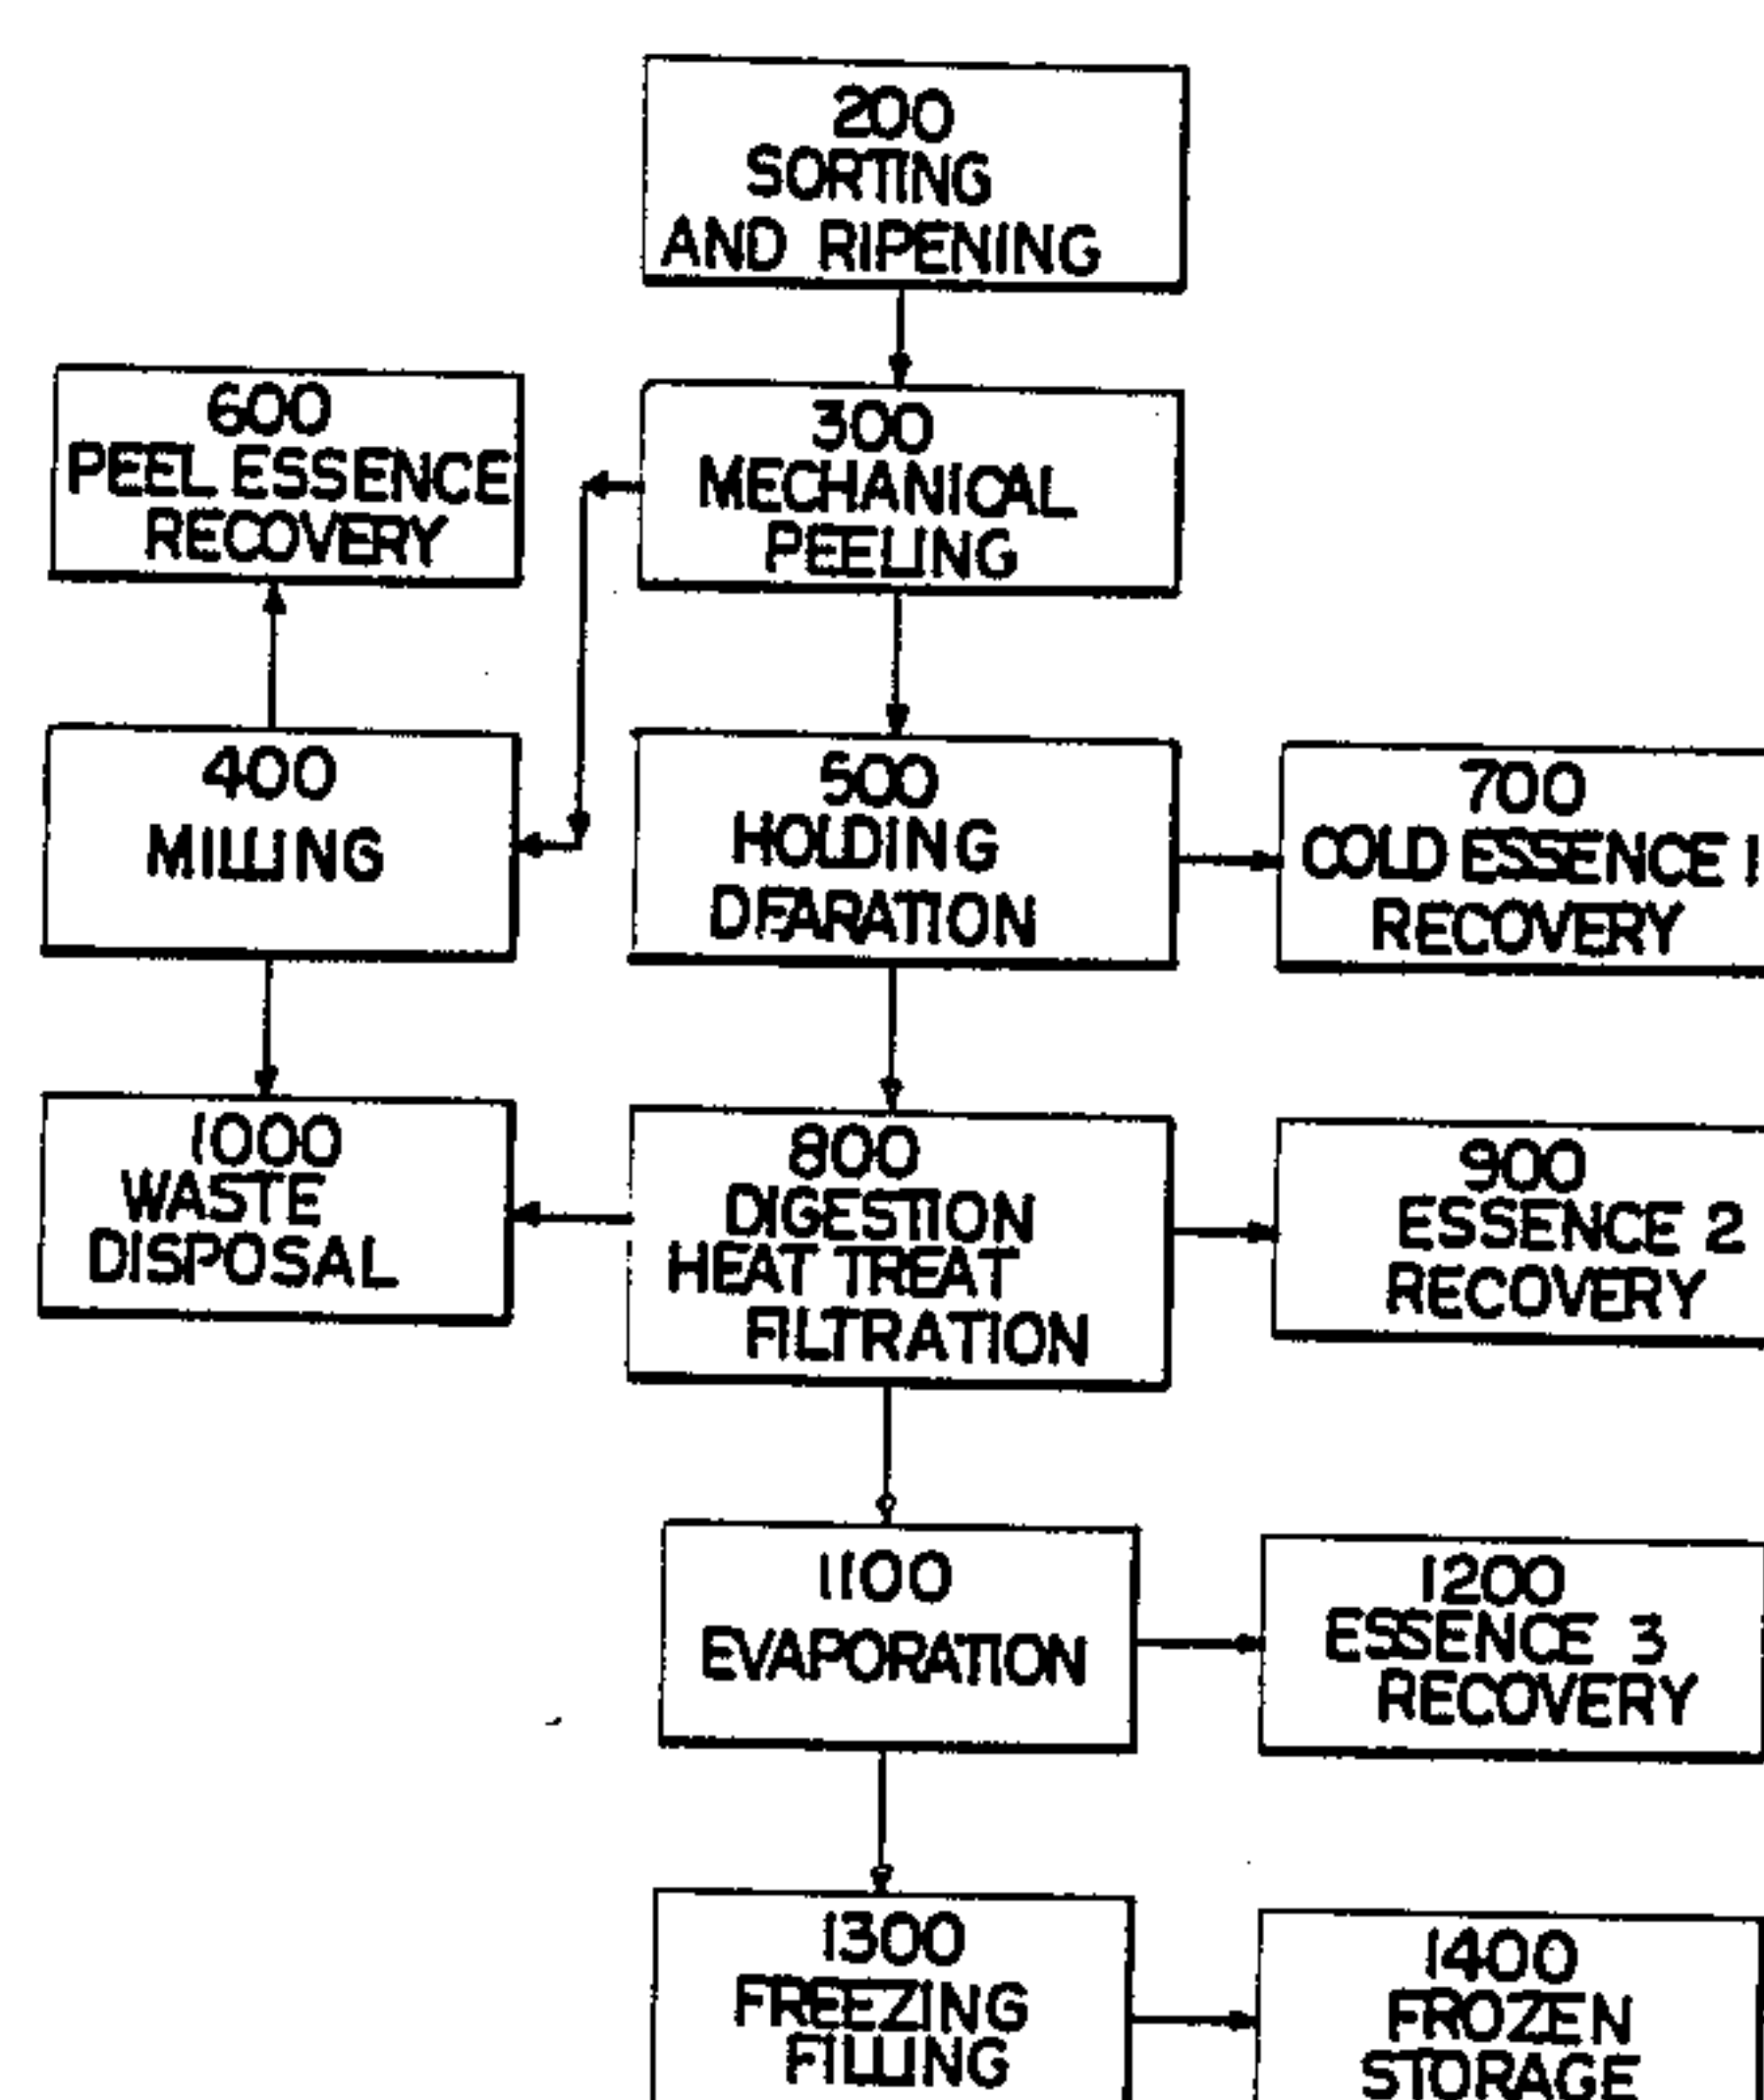 200
SORTING
AND RIPENING
600
PEEL ESSENCE
RECOVERY
300
MECHANICAL
PEELING
400
MILLING
500
HOLDING
DEARATION
700
COLD ESSENCE 1
RECOVERY
1000
WASTE
DISPOSAL
800
DIGESTION
HEAT TREAT
FILTRATION
900
ESSENCE 2
RECOVERY
1100
EVAPORATION
1200
ESSENCE 3
RECOVERY
1300
FREEZING
FILLING
1400
FROZEN
STORAGE